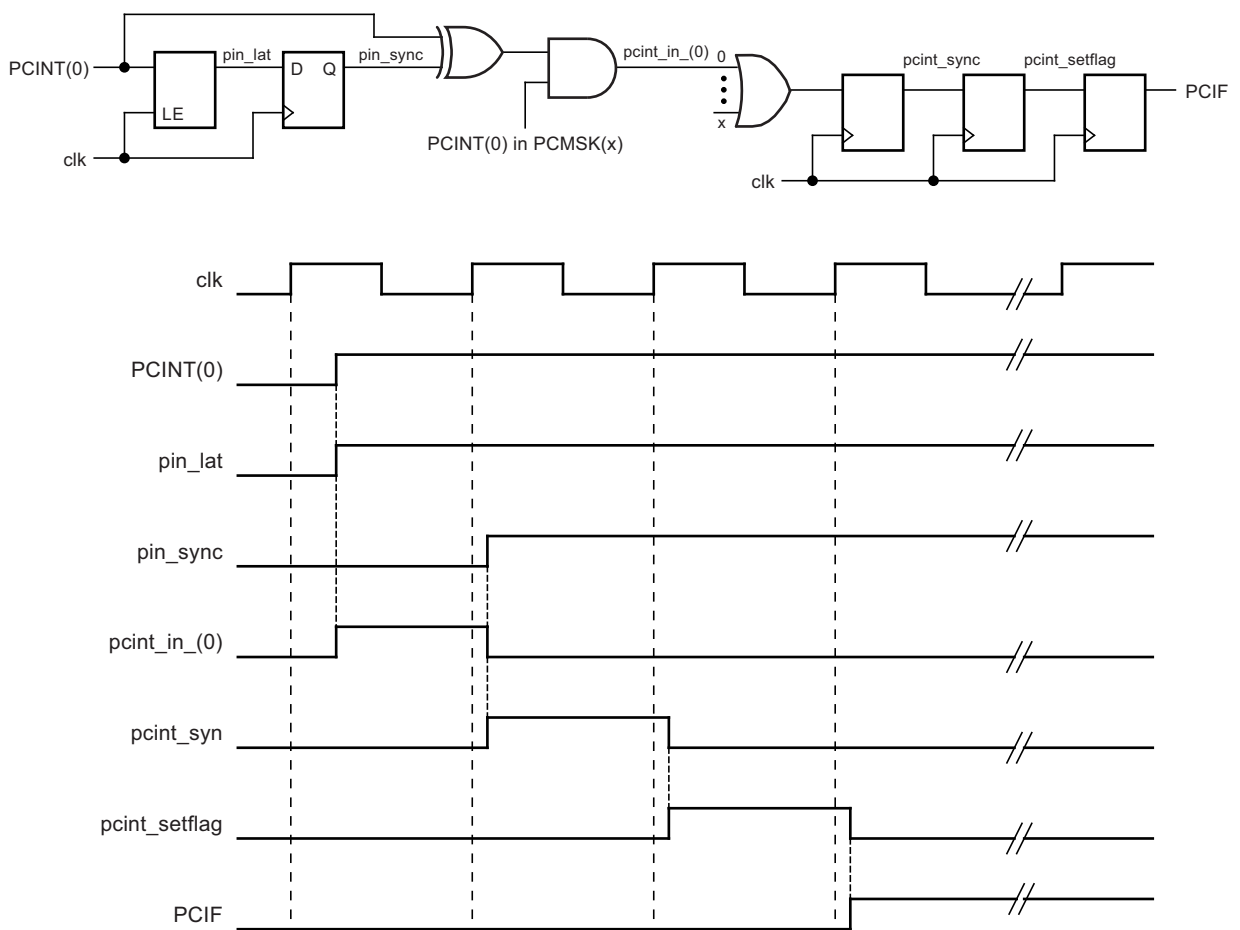 PCINT(0)
pin_lat
pin_sync
D Q
LE
clk
PCINT(0) in PCMSK(x)
pcint_in_(0)
0
x
pcint_sync
pcint_setflag
PCIF
clk
clk
PCINT(0)
pin_lat
pin_sync
pcint_in_(0)
pcint_syn
pcint_setflag
PCIF